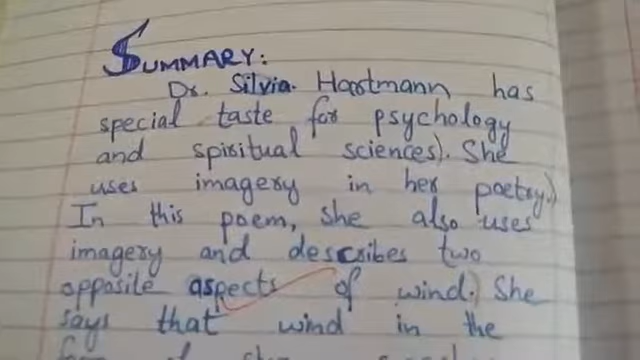 SUMMARY:
Dr. Silvia Hartmann has
special taste for psychology
and spiritual sciences). She
uses imagery in her poetry.)
In this poem, she also uses
imagery and describes two
opposite aspects of wind.) She
says that wind in the
of